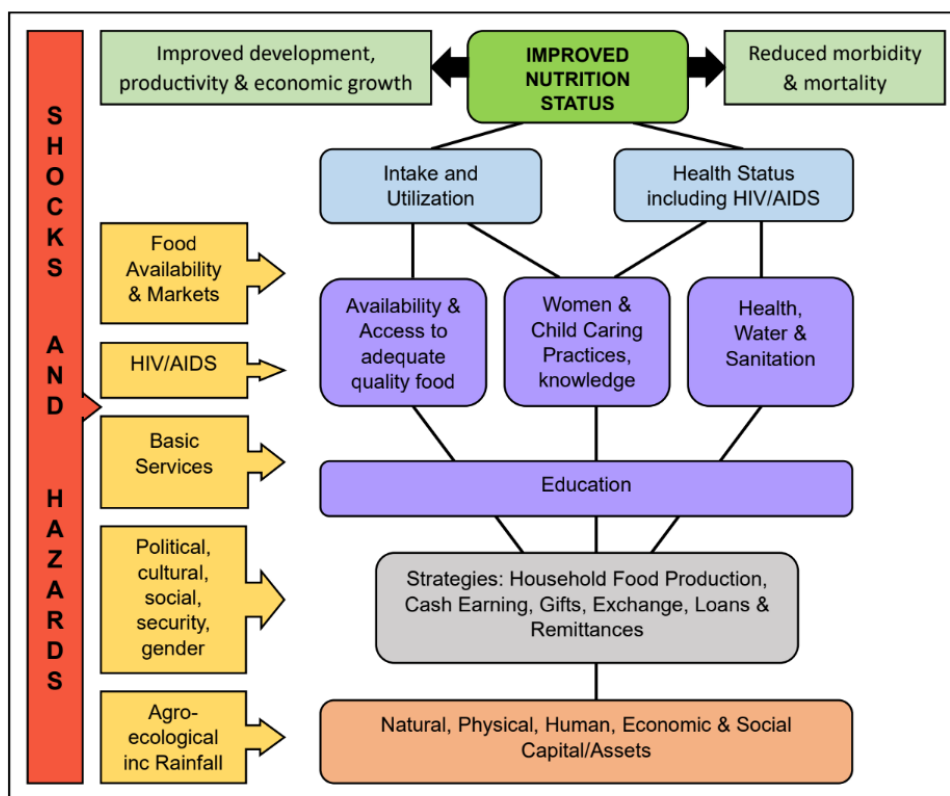 Improved development,
productivity & economic growth
IMPROVED
NUTRITION
STATUS
Reduced morbidity
& mortality
SHOCKS AND HAZARDS
Intake and
Utilization
Health Status
including HIV/AIDS
Food
Availability
& Markets
Availability &
Access to
adequate
quality food
Women &
Child Caring
Practices,
knowledge
Health,
Water &
Sanitation
HIV/AIDS
Basic
Services
Education
Political,
cultural,
social,
security,
gender
Strategies: Household Food Production,
Cash Earning, Gifts, Exchange, Loans &
Remittances
Agro-
ecological
inc Rainfall
Natural, Physical, Human, Economic & Social
Capital/Assets